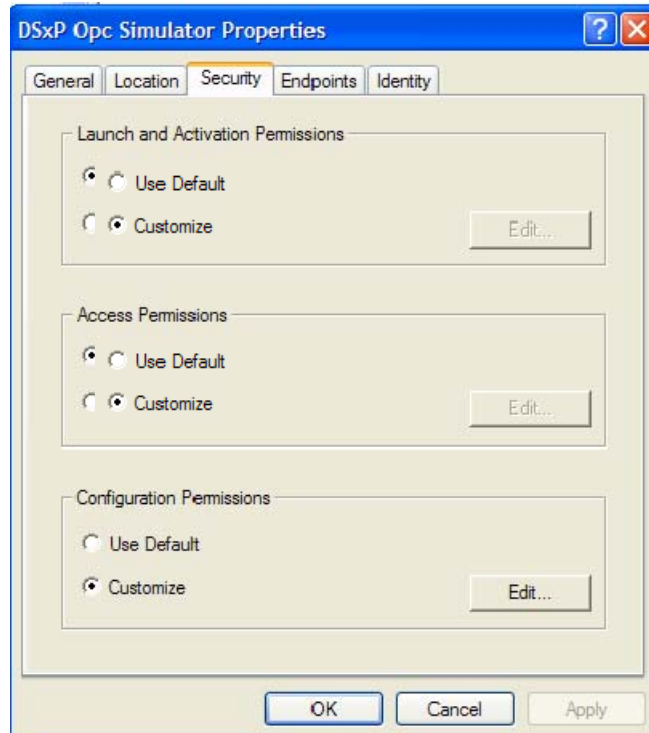 DSxP Opc Simulator Properties
General Location Security Endpoints Identity
Launch and Activation Permissions
Use Default
Customize
Edit...
Access Permissions
Use Default
Customize
Edit...
Configuration Permissions
Use Default
Customize
Edit...
OK Cancel Apply